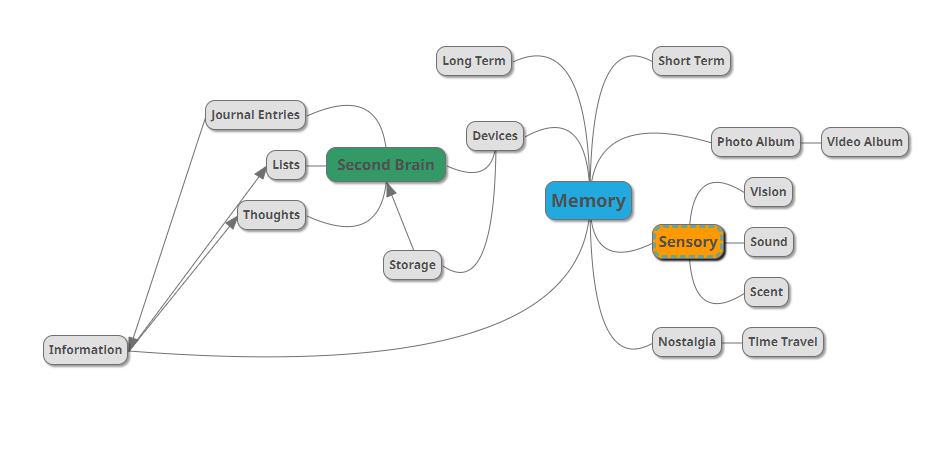 Long Term
Short Term
Journal Entries
Devices
Photo Album
Video Album
Lists
Second Brain
Vision
Memory
Thoughts
Sensory
Sound
Storage
Scent
Information
Nostalgia
Time Travel